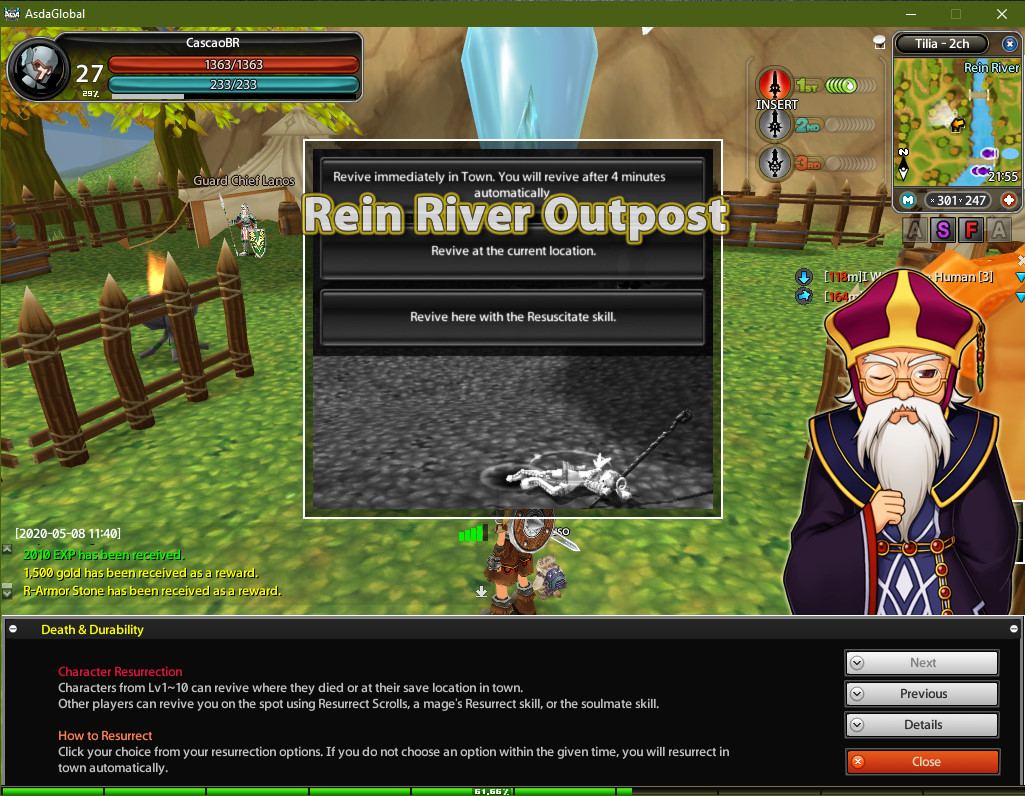 AsdaGlobal
CascaoBR
27
29%
1363/1363
233/233
Tilia - 2ch
Rein River
INSERT
1ST
2ND
3RD
N
21:55
M
x 301 Y 247
A S F A
Guard Chief Lanos
Revive immediately in Town. You will revive after 4 minutes
automatically
Rein River Outpost
Revive at the current location.
Revive here with the Resuscitate skill.
[118m]I W
Human [3]
[164
[2020-05-08 11:40]
2010 EXP has been received.
1,500 gold has been received as a reward.
R-Armor Stone has been received as a reward.
Death & Durability
Character Resurrection
Characters from Lv1~10 can revive where they died or at their save location in town.
Other players can revive you on the spot using Resurrect Scrolls, a mage's Resurrect skill, or the soulmate skill.
How to Resurrect
Click your choice from your resurrection options. If you do not choose an option within the given time, you will resurrect in
town automatically.
Next
Previous
Details
Close
61.66%